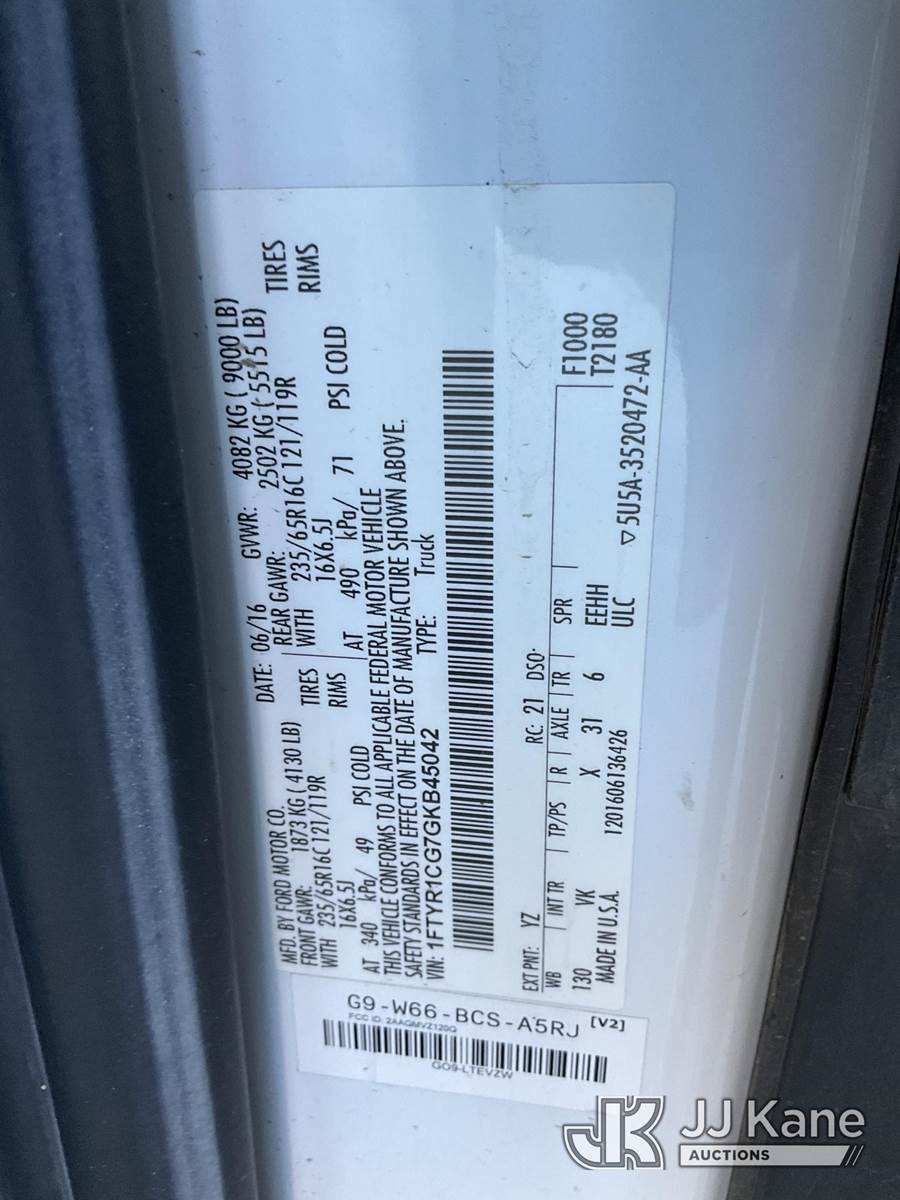 MFD. BY FORD MOTOR CO.
DATE: 06/16 GVWR: 4082 KG ( 9000 LB)
FRONT GAWR: 1873 KG ( 4130 LB) REAR GAWR: 2502 KG ( 5515 LB)
WITH 235/65R16C 121/119R TIRES WITH 235/65R16C 121/119R TIRES
16X6.5J RIMS 16X6.5J RIMS
AT 340 kPa/ 49 PSI COLD AT 490 kPa/ 71 PSI COLD
THIS VEHICLE CONFORMS TO ALL APPLICABLE FEDERAL MOTOR VEHICLE
SAFETY STANDARDS IN EFFECT ON THE DATE OF MANUFACTURE SHOWN ABOVE.
VIN: 1FTYR1CG7GKB45042 TYPE: Truck
EXT PNT: YZ RC: 21 DSO:
WB INT TR TP/PS R AXLE TR SPR F1000
130 VK X 31 6 EEHH T2180
MADE IN U.S.A. 1201606136426 ULC ▽5U5A-3520472-AA
G9-W66-BCS-A5RJ [V2]
FCC ID: 2AAGMVZ120Q
GO9-LTEVZW
JJ Kane
AUCTIONS